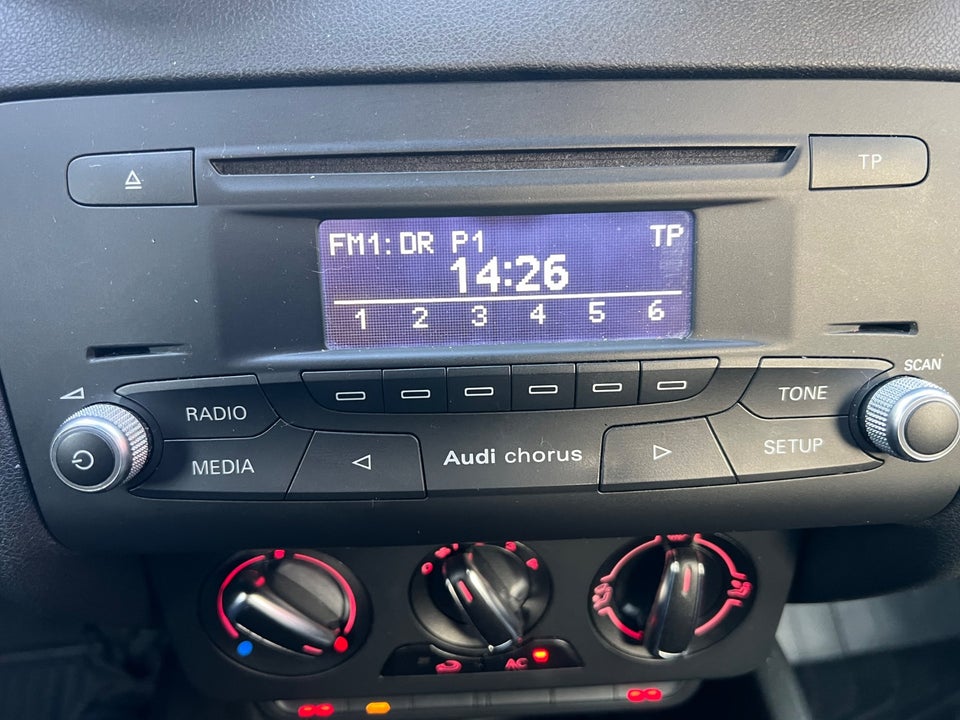 TP
FM1: DR P1 TP
14:26
1 2 3 4 5 6
SCAN
RADIO
TONE
MEDIA
Audi chorus
SETUP
AC